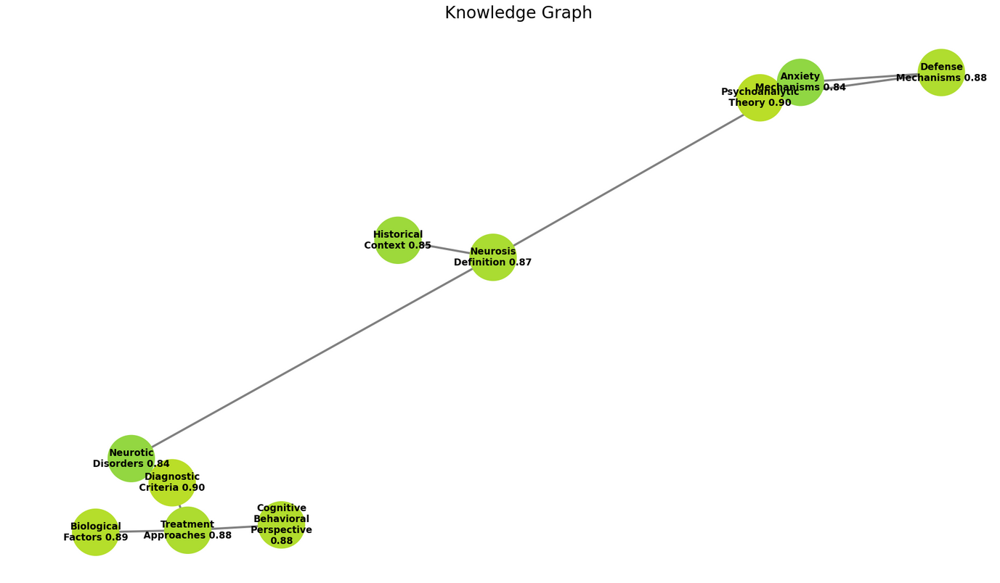 Knowledge Graph
Defense
Mechanisms 0.88
Anxiety
Mechanisms 0.84
Psychoanalytic
Theory 0.90
Historical
Context 0.85
Neurosis
Definition 0.87
Neurotic
Disorders 0.84
Diagnostic
Criteria 0.90
Cognitive
Behavioral
Perspective
0.88
Treatment
Approaches 0.88
Biological
Factors 0.89